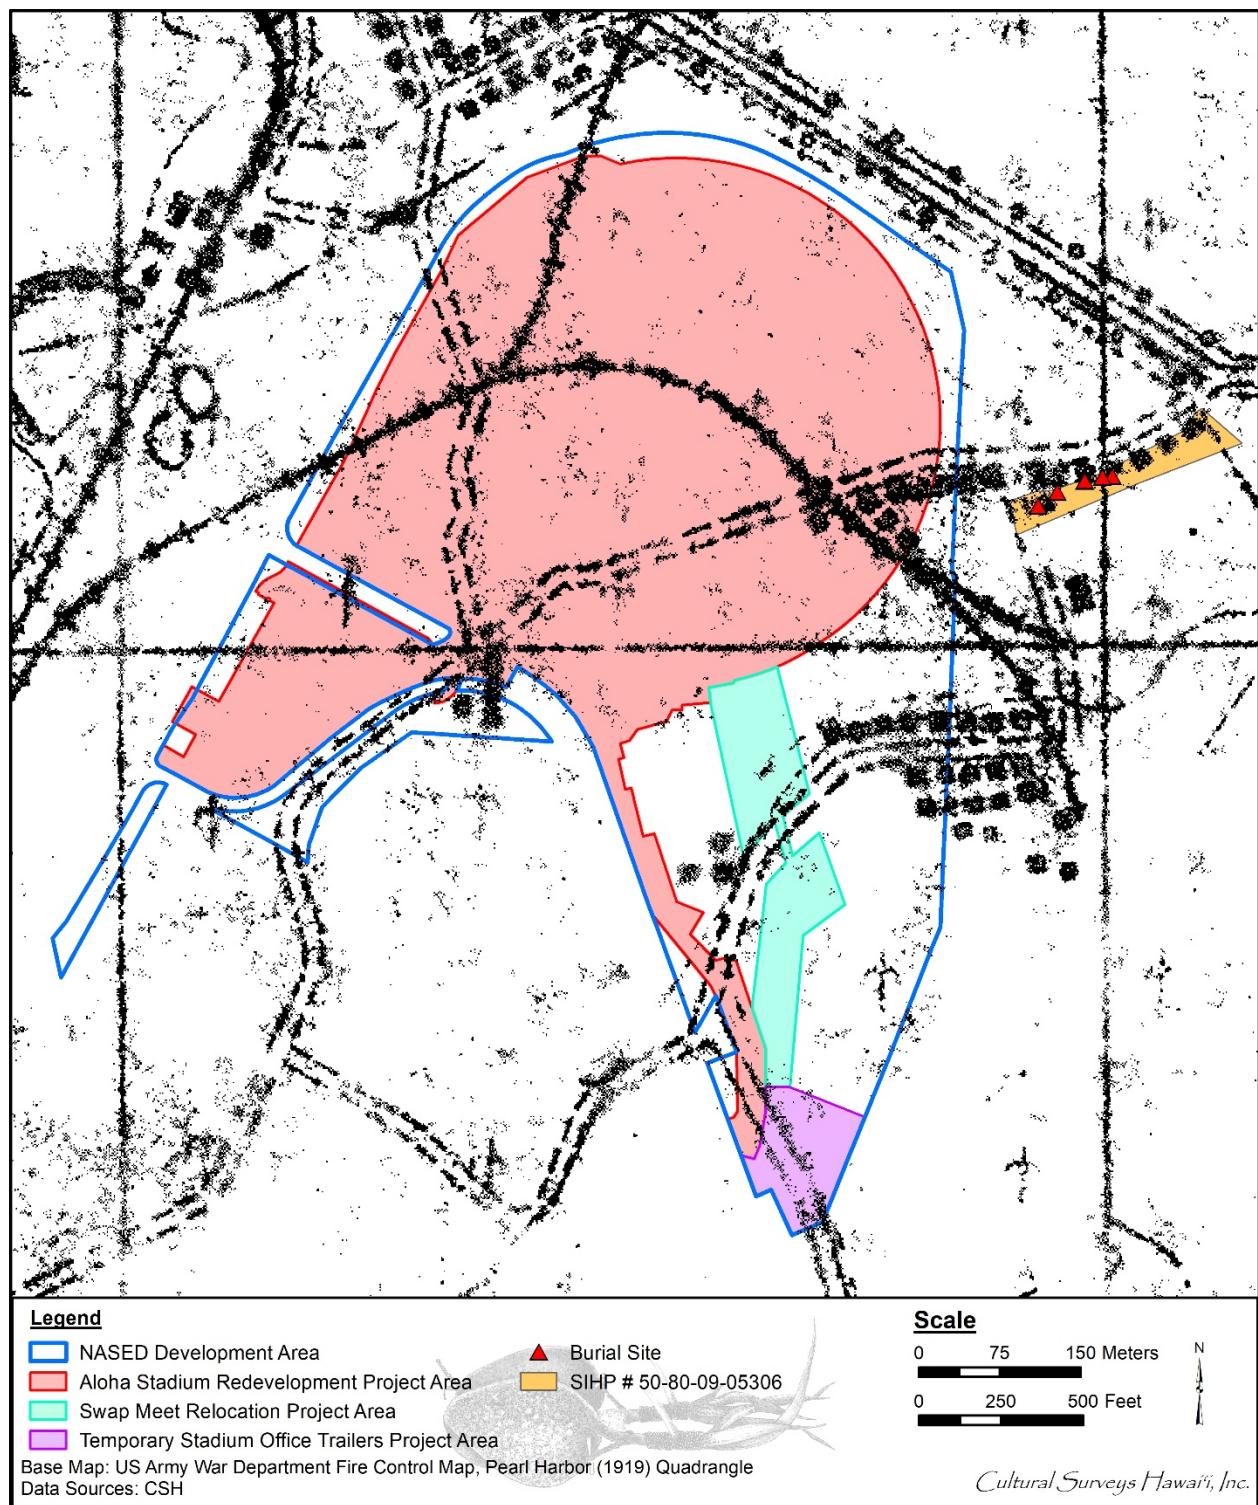 Legend
NASED Development Area
Aloha Stadium Redevelopment Project Area
Swap Meet Relocation Project Area
Temporary Stadium Office Trailers Project Area
Burial Site
SIHP # 50-80-09-05306
Base Map: US Army War Department Fire Control Map, Pearl Harbor (1919) Quadrangle
Data Sources: CSH
Scale
0 75 150 Meters
0 250 500 Feet
N
Cultural Surveys Hawai‘i, Inc.